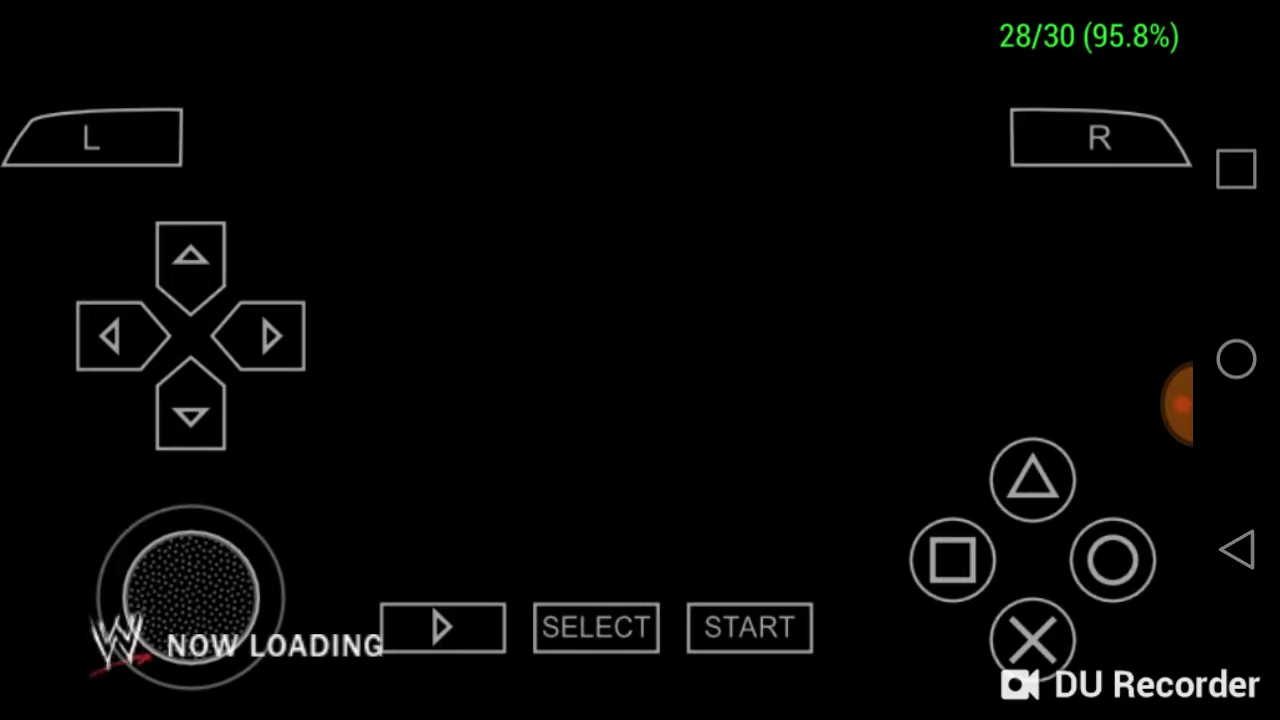 28/30 (95.8%)
L
R
W NOW LOADING
SELECT
START
DU Recorder